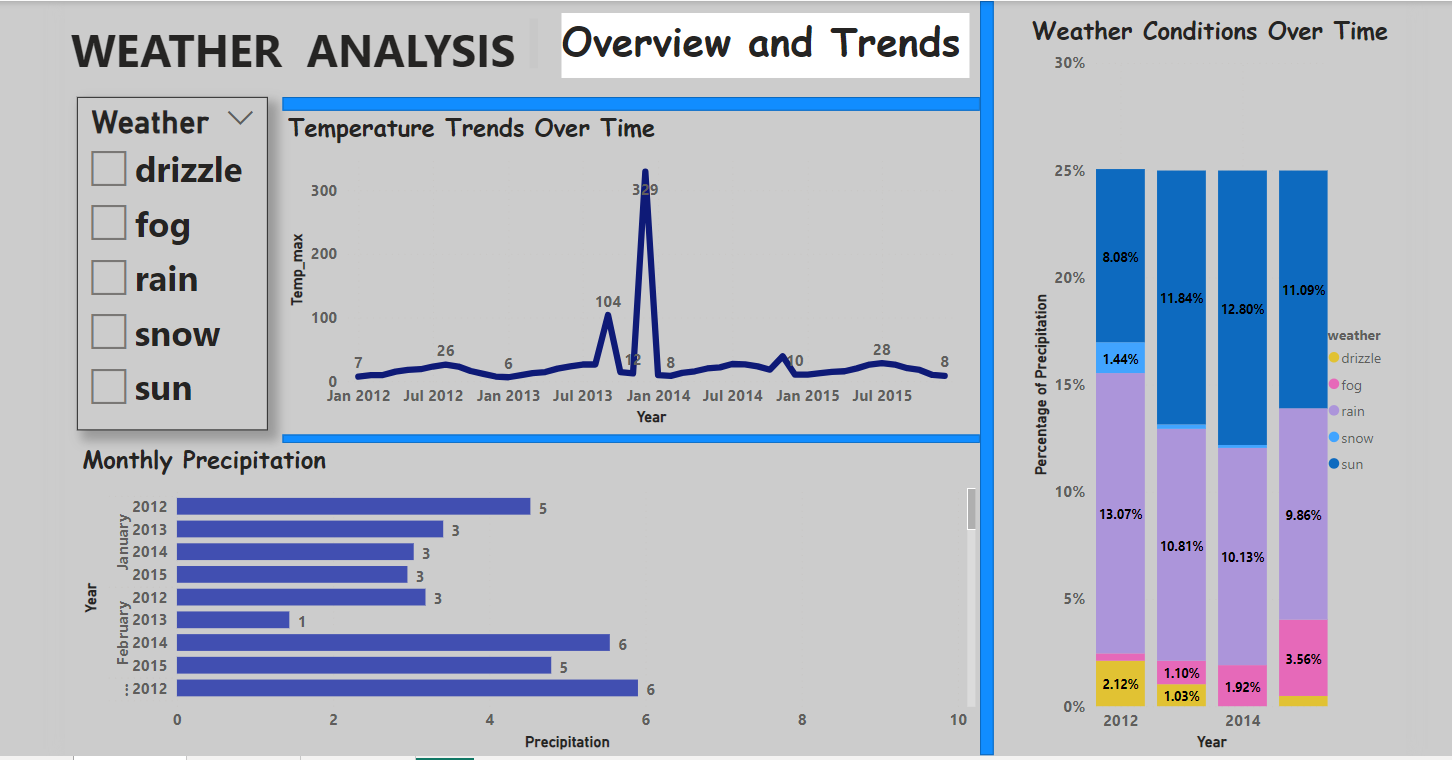 WEATHER ANALYSIS
Overview and Trends
Weather
drizzle
fog
rain
snow
sun
Temperature Trends Over Time
Temp_max
300
200
100
0
7
26
6
104
12
329
8
10
28
8
Jan 2012 Jul 2012 Jan 2013 Jul 2013 Jan 2014 Jul 2014 Jan 2015 Jul 2015
Year
Monthly Precipitation
Year
January
2012 5
2013 3
2014 3
2015 3
February
2012 3
2013 1
2014 6
2015 5
... 2012 6
0 2 4 6 8 10
Precipitation
Weather Conditions Over Time
Percentage of Precipitation
30%
25%
20%
15%
10%
5%
0%
8.08%
1.44%
13.07%
2.12%
11.84%
10.81%
1.10%
1.03%
12.80%
10.13%
1.92%
11.09%
9.86%
3.56%
2012 2014
Year
weather
drizzle
fog
rain
snow
sun